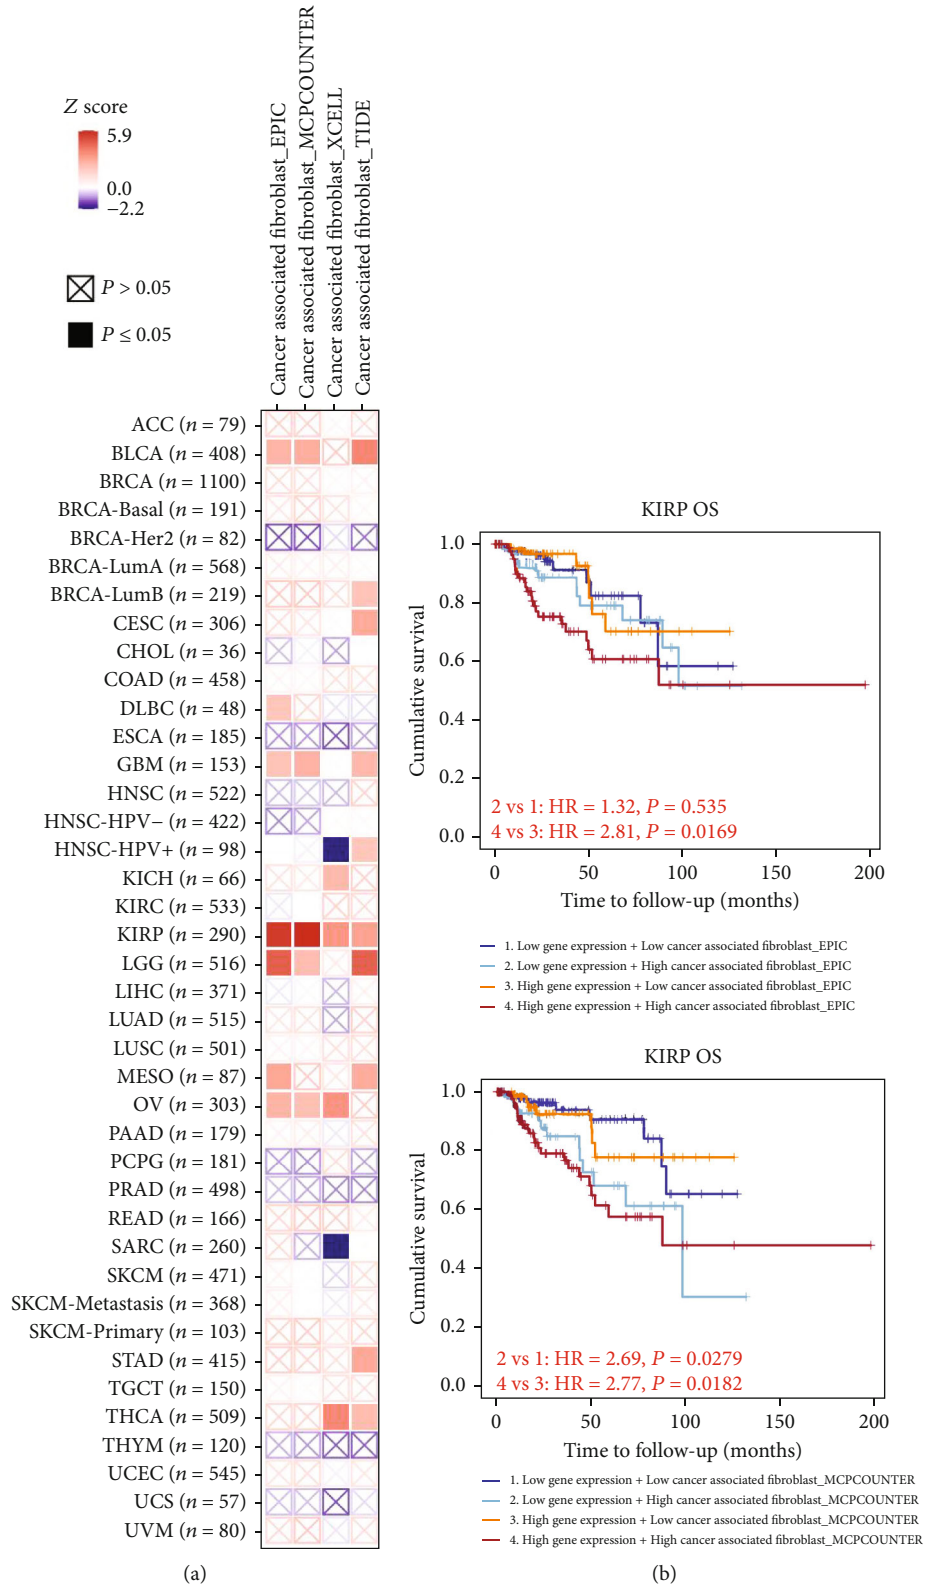 Z score
5.9
0.0
−2.2
P > 0.05
P ≤ 0.05
Cancer associated fibroblast_EPIC
Cancer associated fibroblast_MCPCOUNTER
Cancer associated fibroblast_XCELL
Cancer associated fibroblast_TIDE
ACC (n = 79)
BLCA (n = 408)
BRCA (n = 1100)
BRCA-Basal (n = 191)
BRCA-Her2 (n = 82)
BRCA-LumA (n = 568)
BRCA-LumB (n = 219)
CESC (n = 306)
CHOL (n = 36)
COAD (n = 458)
DLBC (n = 48)
ESCA (n = 185)
GBM (n = 153)
HNSC (n = 522)
HNSC-HPV− (n = 422)
HNSC-HPV+ (n = 98)
KICH (n = 66)
KIRC (n = 533)
KIRP (n = 290)
LGG (n = 516)
LIHC (n = 371)
LUAD (n = 515)
LUSC (n = 501)
MESO (n = 87)
OV (n = 303)
PAAD (n = 179)
PCPG (n = 181)
PRAD (n = 498)
READ (n = 166)
SARC (n = 260)
SKCM (n = 471)
SKCM-Metastasis (n = 368)
SKCM-Primary (n = 103)
STAD (n = 415)
TGCT (n = 150)
THCA (n = 509)
THYM (n = 120)
UCEC (n = 545)
UCS (n = 57)
UVM (n = 80)
(a)
KIRP OS
Cumulative survival
1.0
0.8
0.6
0.4
0.2
0.0
2 vs 1: HR = 1.32, P = 0.535
4 vs 3: HR = 2.81, P = 0.0169
0 50 100 150 200
Time to follow-up (months)
1. Low gene expression + Low cancer associated fibroblast_EPIC
2. Low gene expression + High cancer associated fibroblast_EPIC
3. High gene expression + Low cancer associated fibroblast_EPIC
4. High gene expression + High cancer associated fibroblast_EPIC
KIRP OS
Cumulative survival
1.0
0.8
0.6
0.4
0.2
0.0
2 vs 1: HR = 2.69, P = 0.0279
4 vs 3: HR = 2.77, P = 0.0182
0 50 100 150 200
Time to follow-up (months)
1. Low gene expression + Low cancer associated fibroblast_MCPCOUNTER
2. Low gene expression + High cancer associated fibroblast_MCPCOUNTER
3. High gene expression + Low cancer associated fibroblast_MCPCOUNTER
4. High gene expression + High cancer associated fibroblast_MCPCOUNTER
(b)